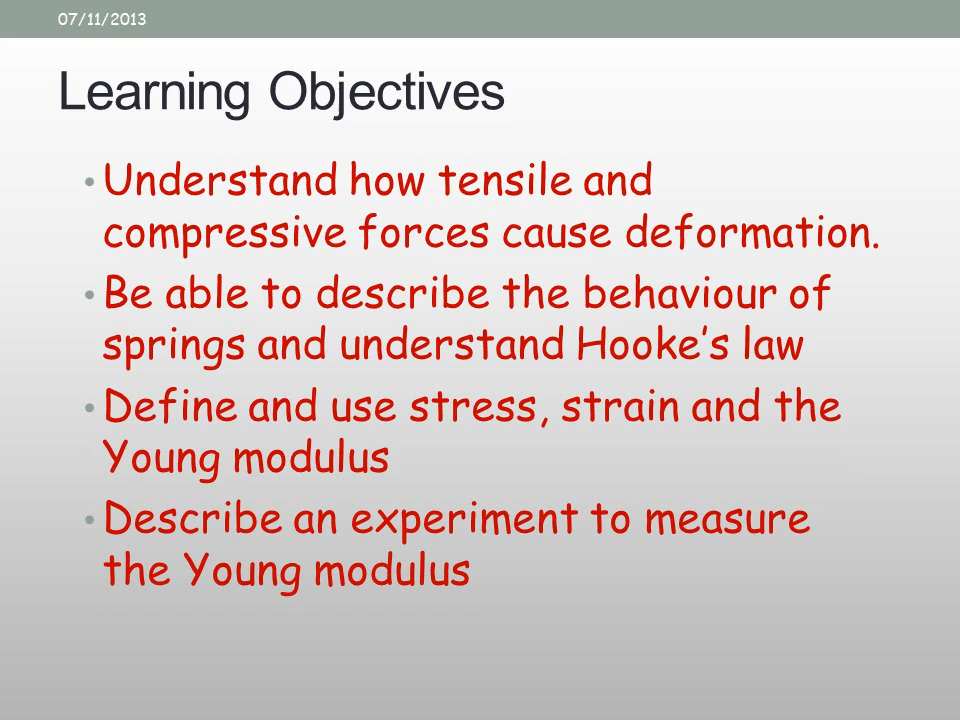 07/11/2013
Learning Objectives
• Understand how tensile and
compressive forces cause deformation.
• Be able to describe the behaviour of
springs and understand Hooke’s law
• Define and use stress, strain and the
Young modulus
• Describe an experiment to measure
the Young modulus